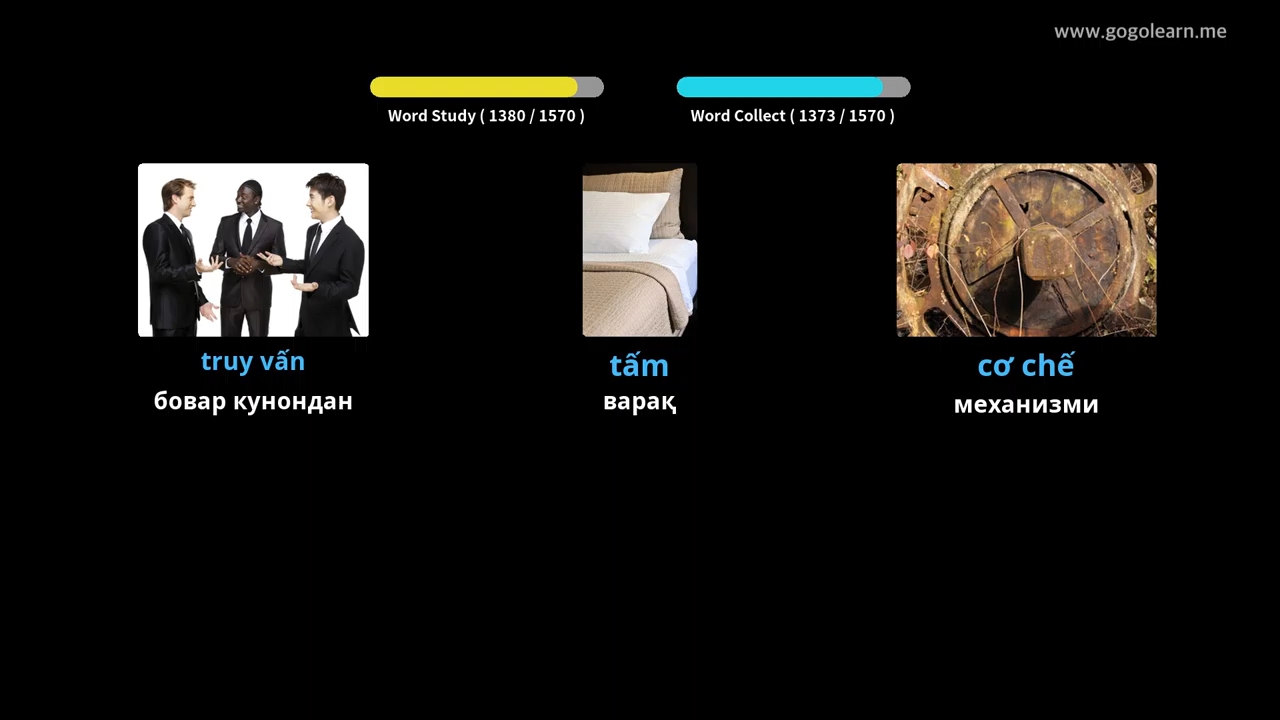 www.gogolearn.me
Word Study ( 1380 / 1570 )
Word Collect ( 1373 / 1570 )
truy vấn
бовар кунондан
tấm
варақ
cơ chế
механизми